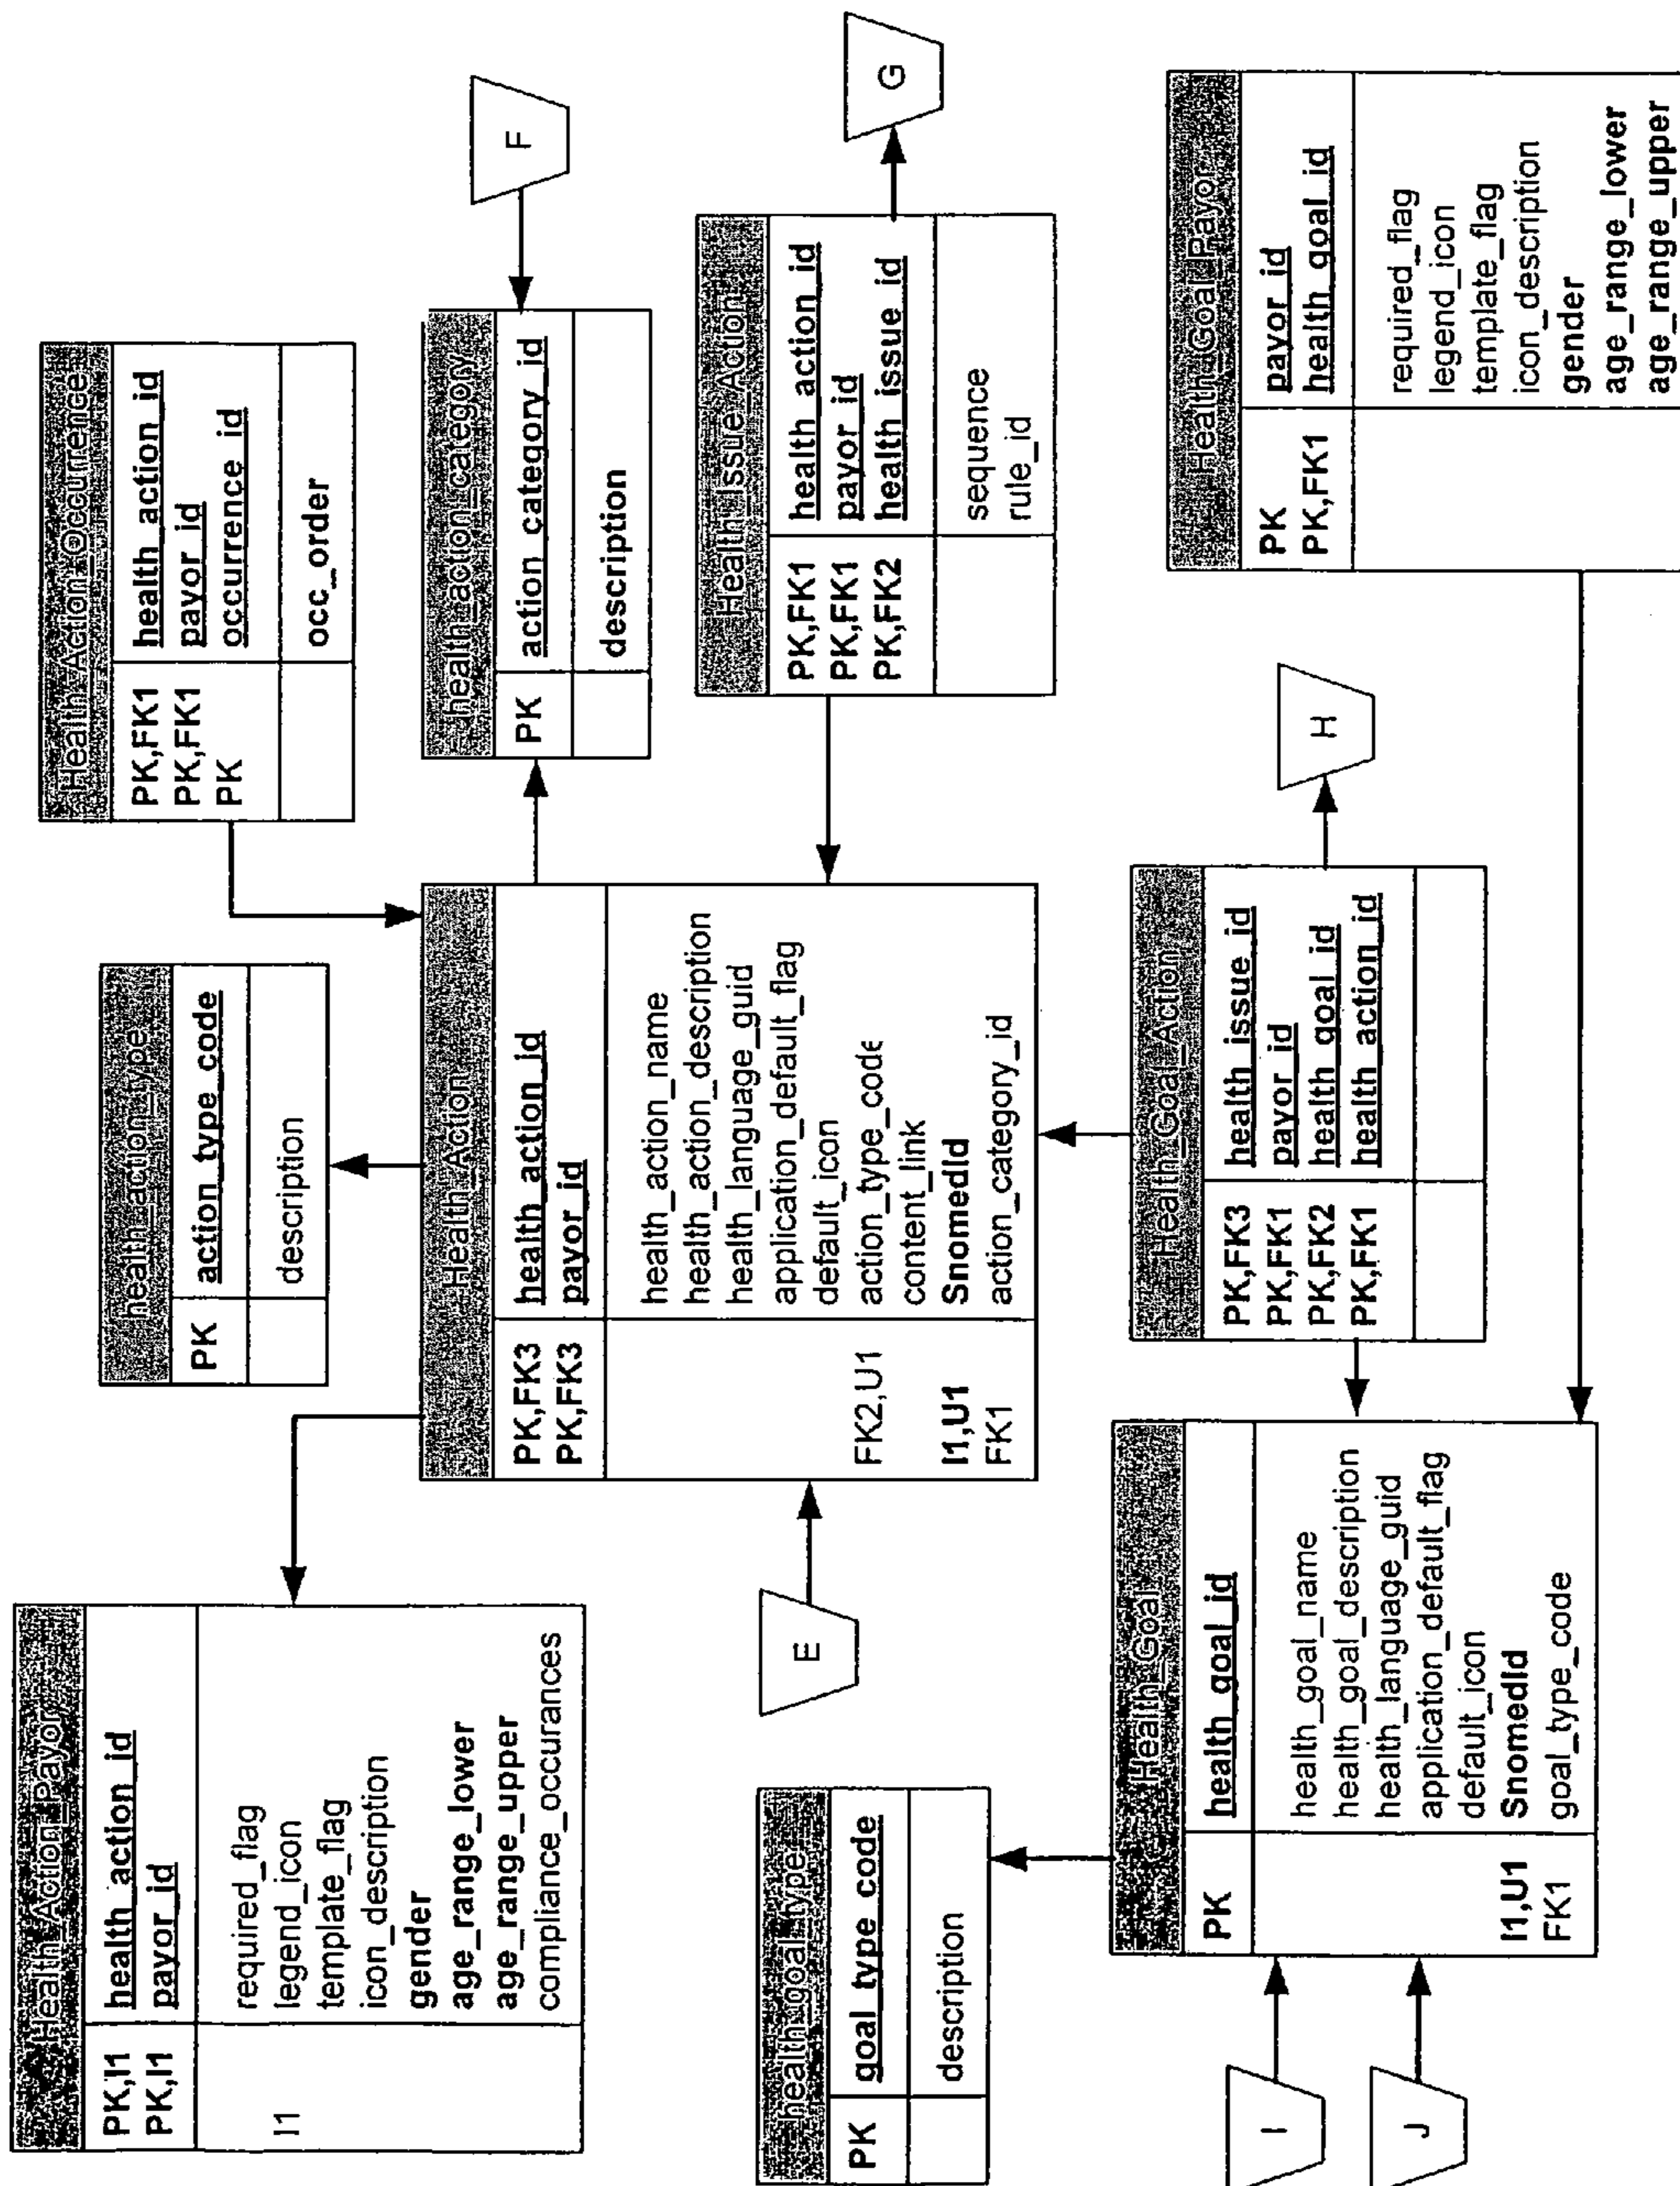 Health_Action_Payor
PK,I1 health_action_id
PK,I1 payor_id
required_flag
I1 legend_icon
template_flag
icon_description
gender
age_range_lower
age_range_upper
compliance_occurances
health_action_type
PK action_type_code
description
Health_Action_Occurrence
PK,FK1 health_action_id
PK,FK1 payor_id
PK occurrence_id
occ_order
E
Health_Action
PK,FK3 health_action_id
PK,FK3 payor_id
health_action_name
health_action_description
health_language_guid
application_default_flag
default_icon
FK2,U1 action_type_code
content_link
I1,U1 SnomedId
FK1 action_category_id
health_action_category
PK action_category_id
description
F
Health_Issue_Action
PK,FK1 health_action_id
PK,FK1 payor_id
PK,FK2 health_issue_id
sequence
rule_id
G
health_goal_type
PK goal_type_code
description
I
J
Health_Goal
PK health_goal_id
health_goal_name
health_goal_description
health_language_guid
application_default_flag
default_icon
I1,U1 SnomedId
FK1 goal_type_code
Health_Goal_Action
PK,FK3 health_issue_id
PK,FK1 payor_id
PK,FK2 health_goal_id
PK,FK1 health_action_id
H
Health_Goal_Payor
PK payor_id
PK,FK1 health_goal_id
required_flag
legend_icon
template_flag
icon_description
gender
age_range_lower
age_range_upper